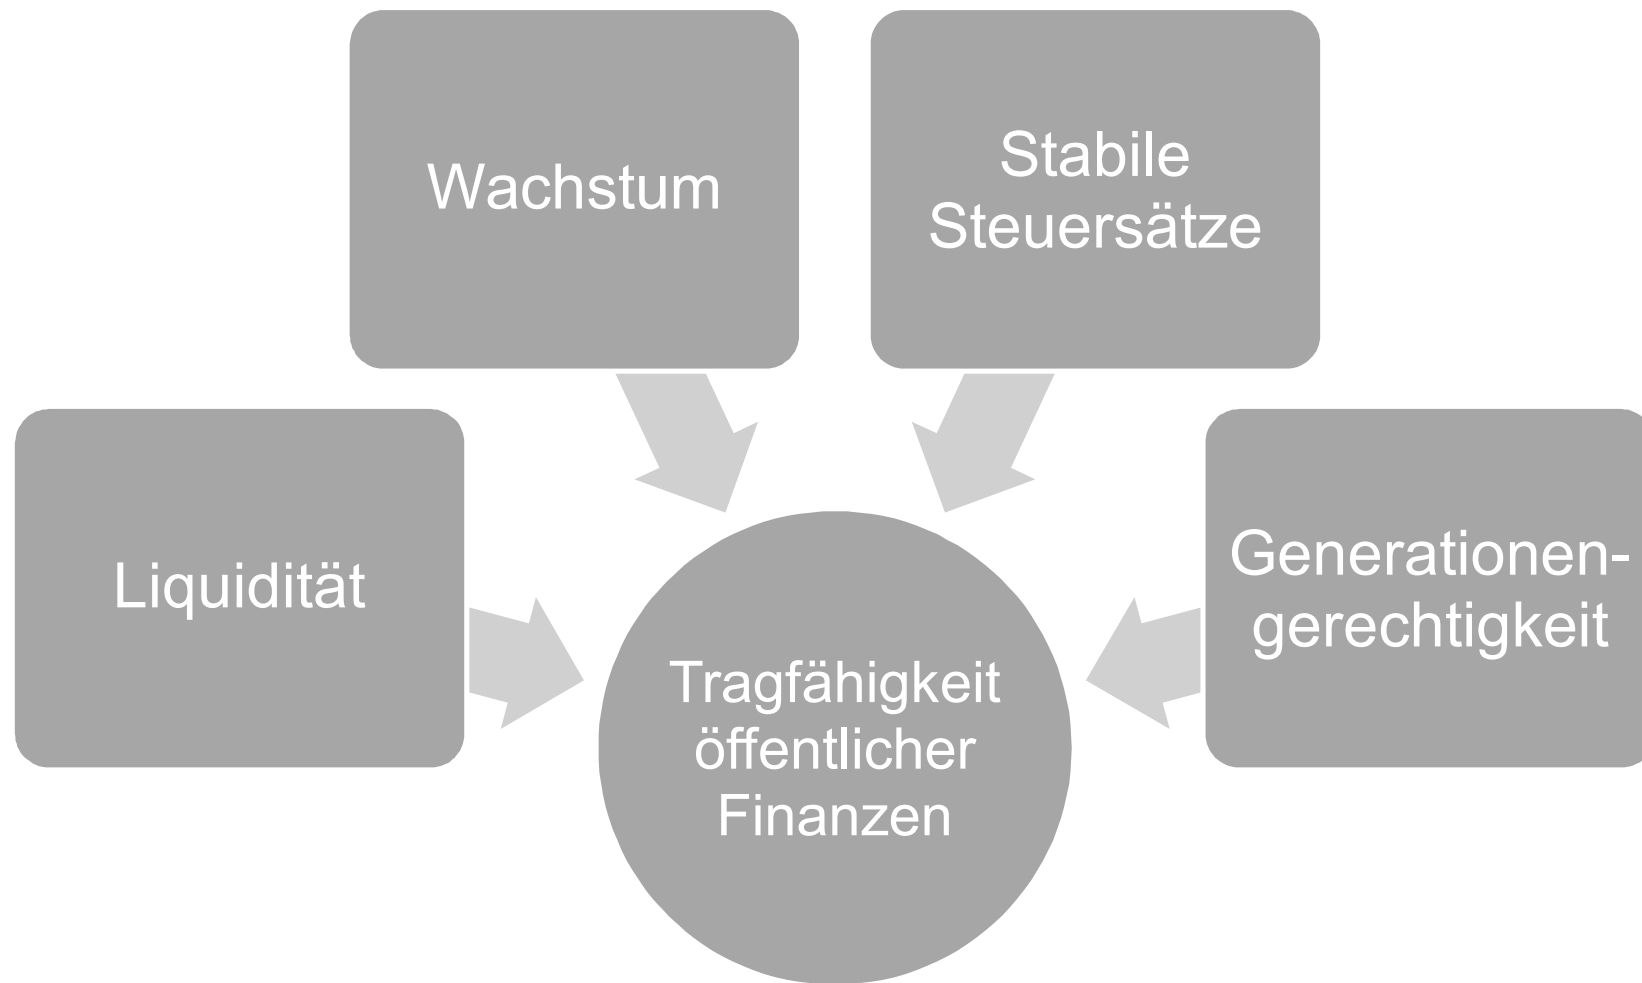 Wachstum
Stabile
Steuersätze
Liquidität
Generationen-
gerechtigkeit
Tragfähigkeit
öffentlicher
Finanzen